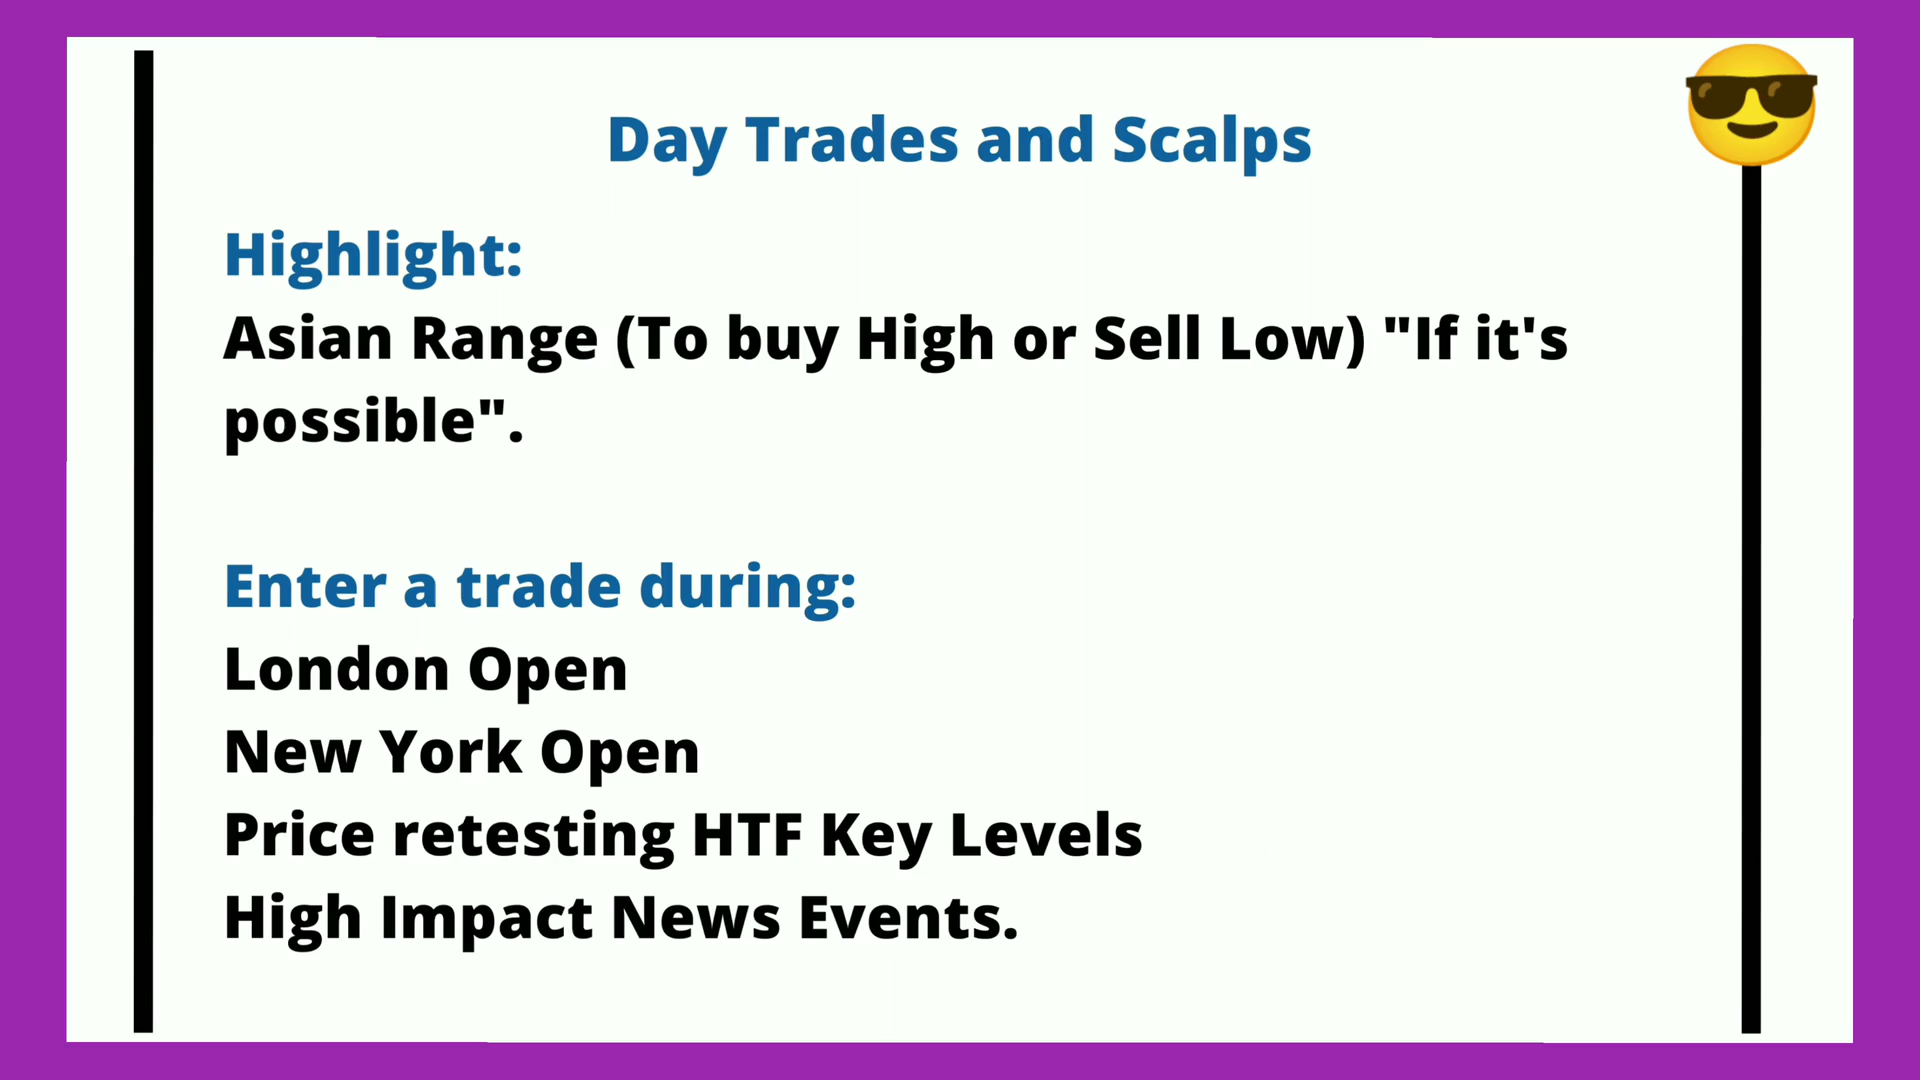 Day Trades and Scalps
Highlight:
Asian Range (To buy High or Sell Low) "If it's
possible".
Enter a trade during:
London Open
New York Open
Price retesting HTF Key Levels
High Impact News Events.